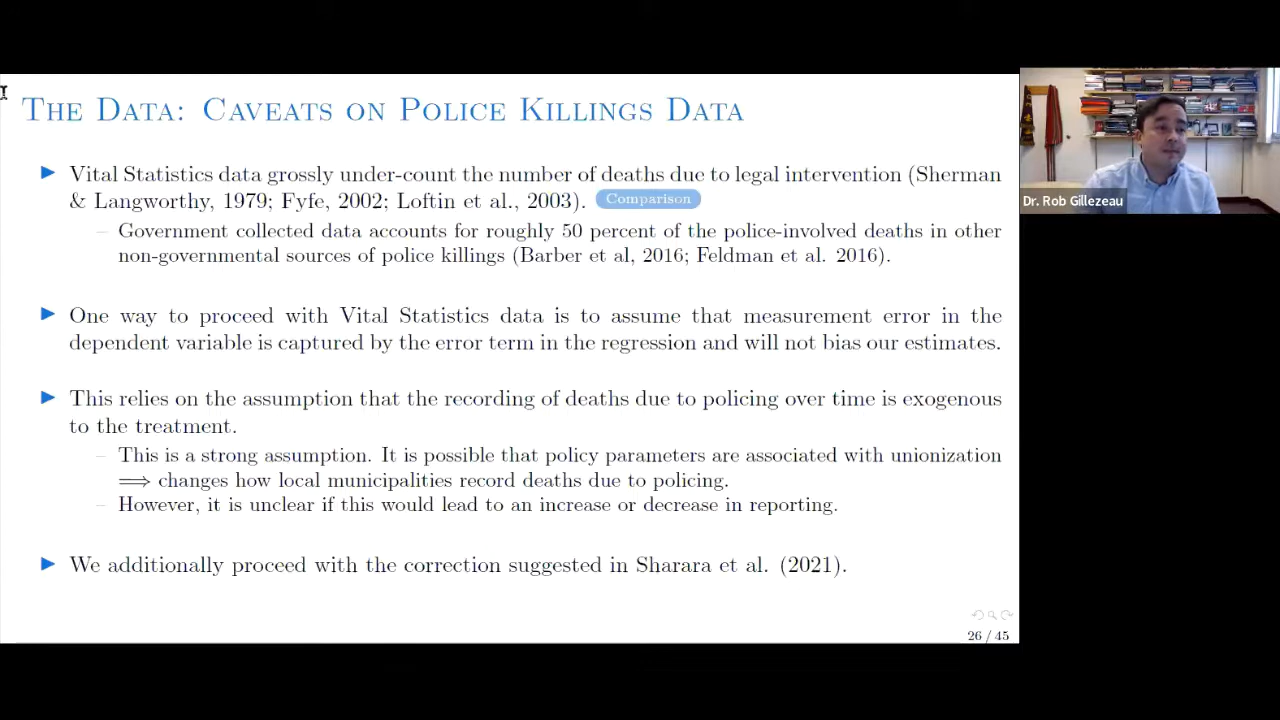 The Data: Caveats on Police Killings Data
Vital Statistics data grossly under-count the number of deaths due to legal intervention (Sherman
& Langworthy, 1979; Fyfe, 2002; Loftin et al., 2003). Comparison
– Government collected data accounts for roughly 50 percent of the police-involved deaths in other
non-governmental sources of police killings (Barber et al, 2016; Feldman et al. 2016).
One way to proceed with Vital Statistics data is to assume that measurement error in the
dependent variable is captured by the error term in the regression and will not bias our estimates.
This relies on the assumption that the recording of deaths due to policing over time is exogenous
to the treatment.
– This is a strong assumption. It is possible that policy parameters are associated with unionization
⟹ changes how local municipalities record deaths due to policing.
– However, it is unclear if this would lead to an increase or decrease in reporting.
We additionally proceed with the correction suggested in Sharara et al. (2021).
26 / 45
Dr. Rob Gillezeau